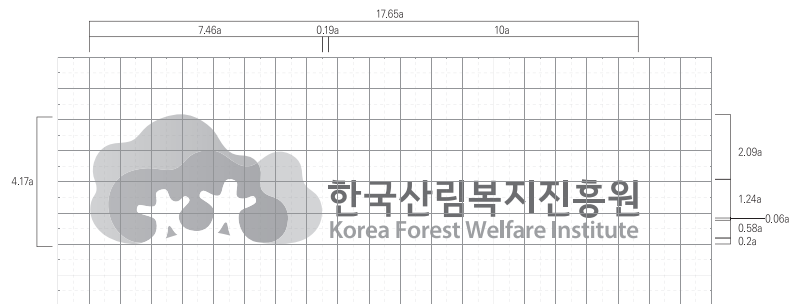 17.65a
7.46a 0.19a 10a
4.17a
2.09a
1.24a
0.06a
0.58a
0.2a
한국산림복지진흥원
Korea Forest Welfare Institute